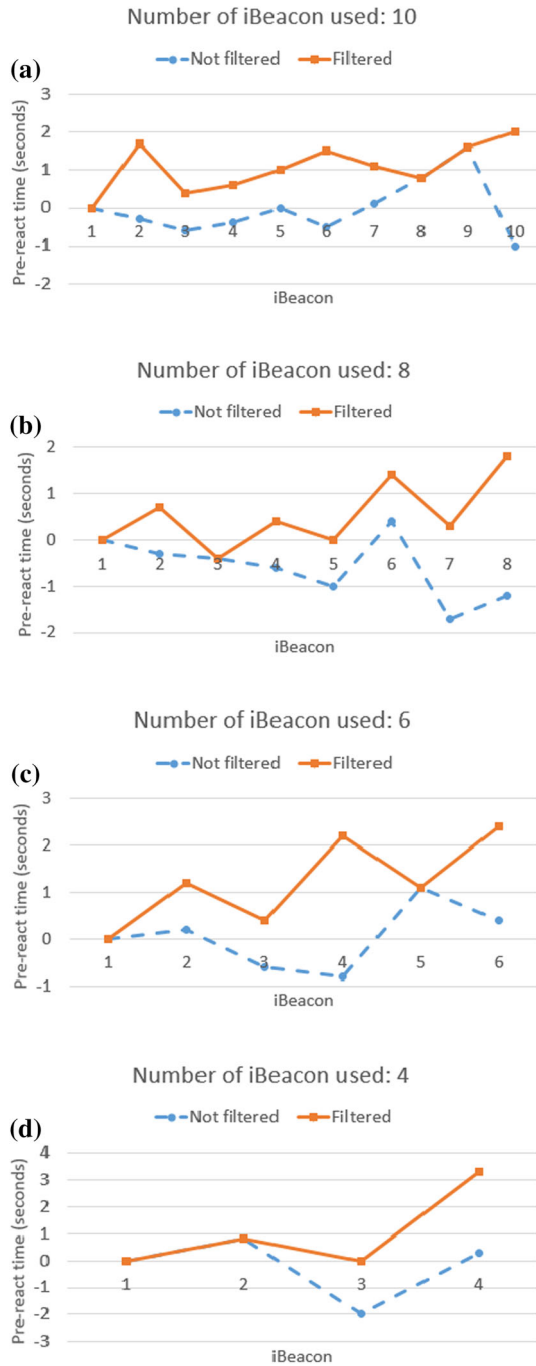 Number of iBeacon used: 10
Not filtered Filtered
(a)
Pre-react time (seconds)
3
2
1
0
-1
-2
1 2 3 4 5 6 7 8 9 10
iBeacon
Number of iBeacon used: 8
Not filtered Filtered
(b)
Pre-react time (seconds)
2
1
0
-1
-2
1 2 3 4 5 6 7 8
iBeacon
Number of iBeacon used: 6
Not filtered Filtered
(c)
Pre-react time (seconds)
3
2
1
0
-1
1 2 3 4 5 6
iBeacon
Number of iBeacon used: 4
Not filtered Filtered
(d)
Pre-react time (seconds)
4
3
2
1
0
-1
-2
-3
1 2 3 4
iBeacon